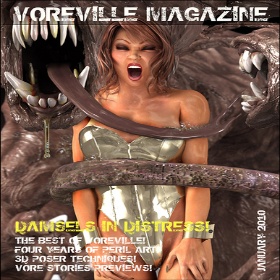 VOREVILLE MAGAZINE
DAMSELS IN DISTRESS!
THE BEST OF VOREVILLE!
FOUR YEARS OF PERIL ART!
3D POSER TECHNIQUES!
VORE STORIES PREVIEWS!
JANUARY 2010